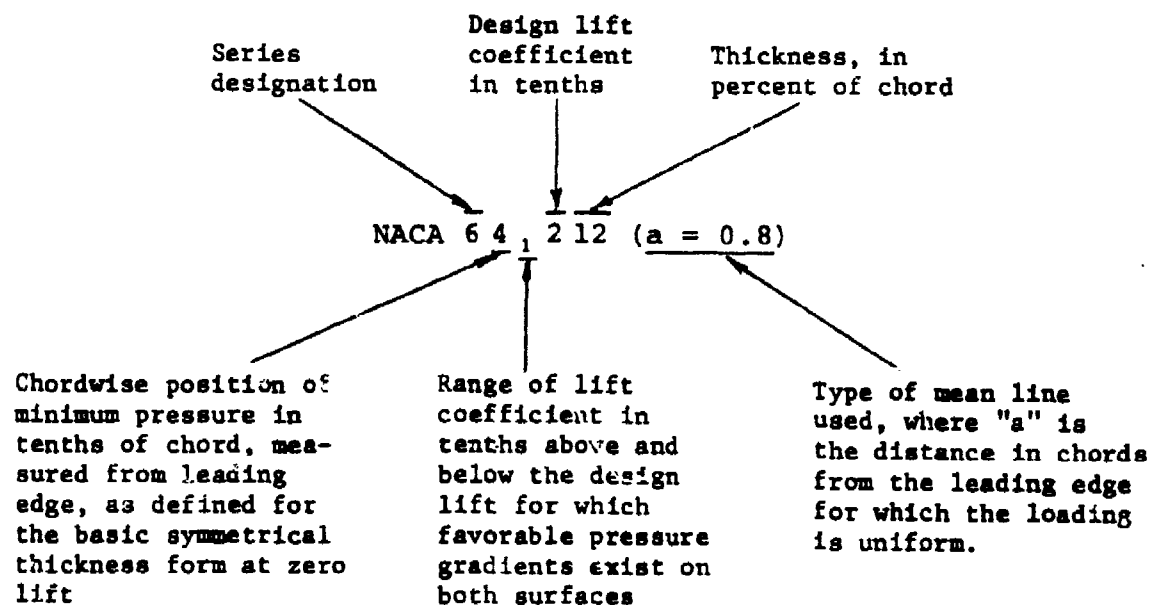 Series
designation
Design lift
coefficient
in tenths
Thickness, in
percent of chord
NACA 6 4 1 2 12 (a = 0.8)
Chordwise position of
minimum pressure in
tenths of chord, mea-
sured from leading
edge, as defined for
the basic symmetrical
thickness form at zero
lift
Range of lift
coefficient in
tenths above and
below the design
lift for which
favorable pressure
gradients exist on
both surfaces
Type of mean line
used, where "a" is
the distance in chords
from the leading edge
for which the loading
is uniform.